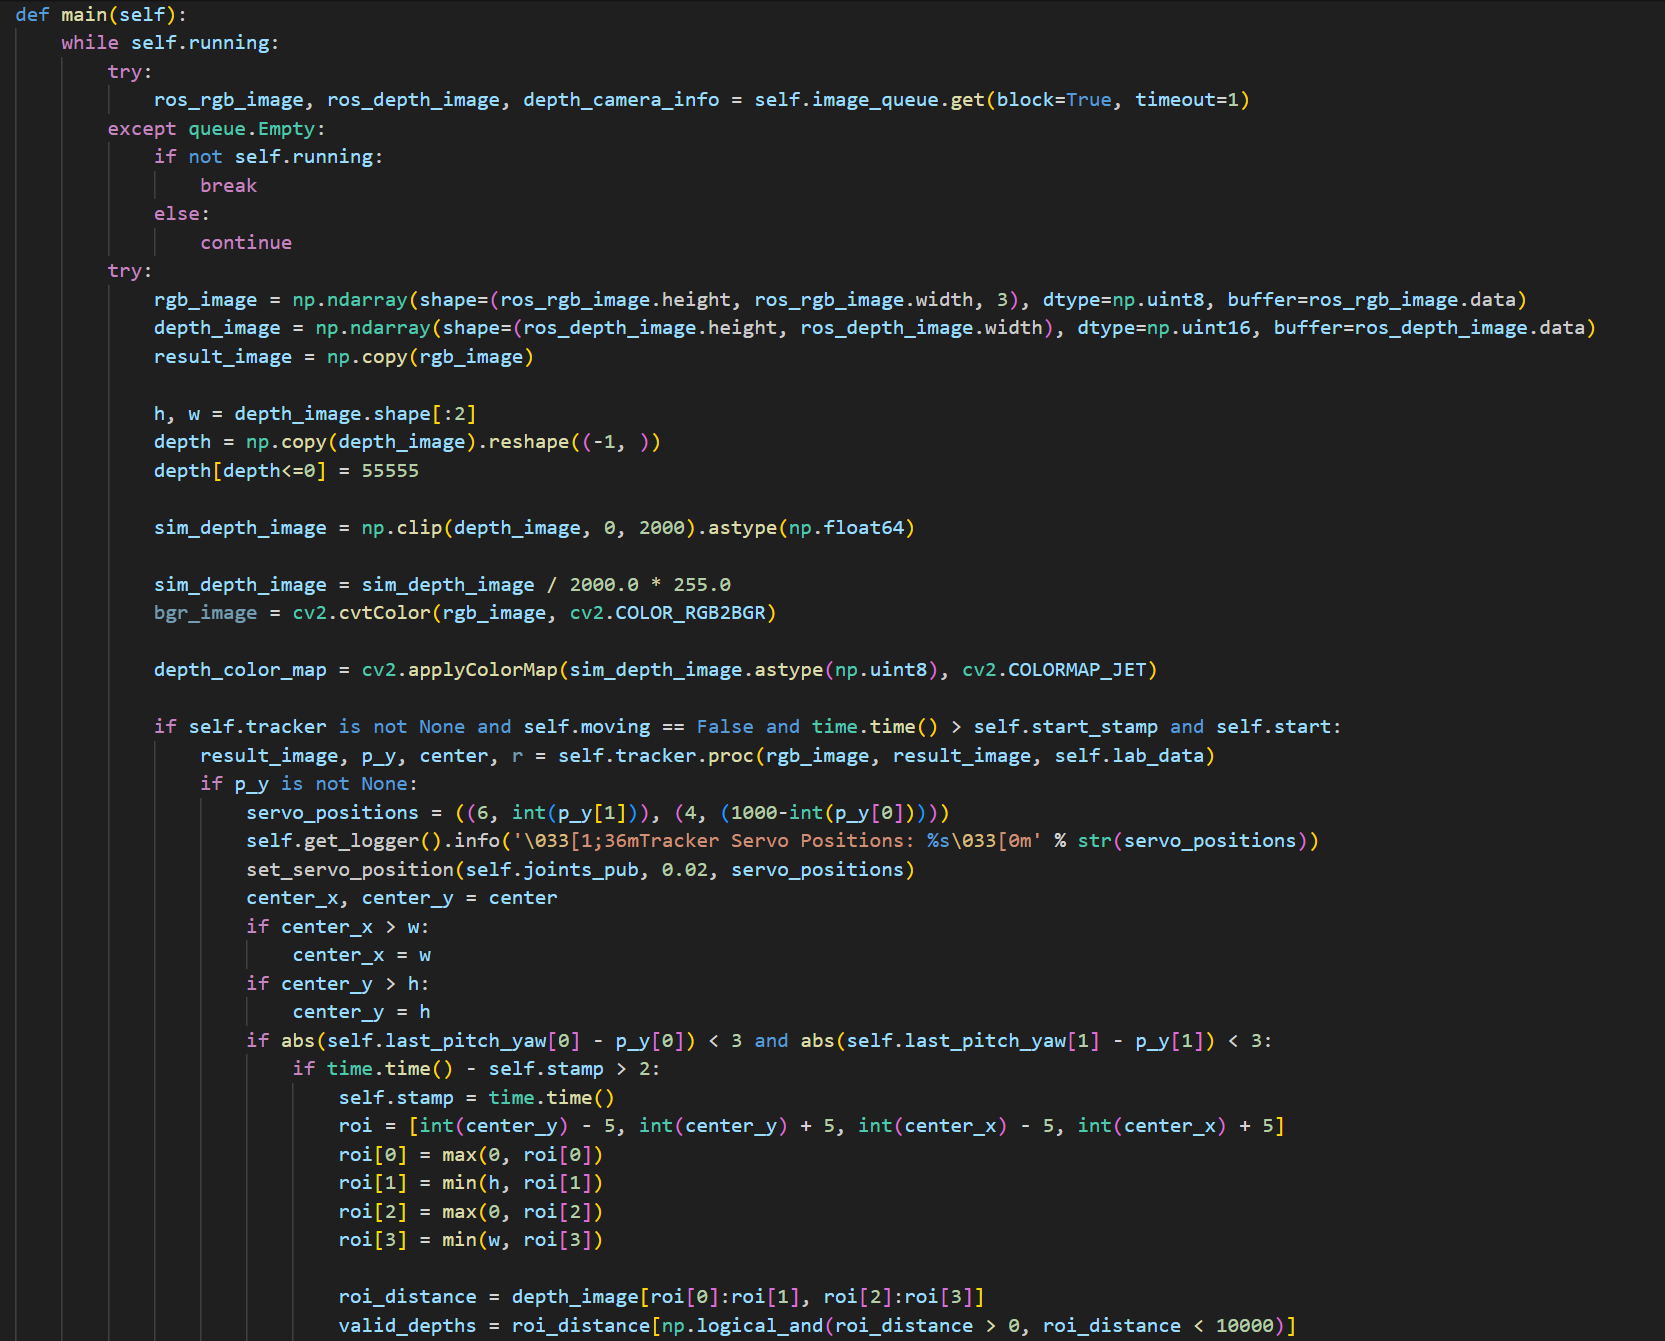 def main(self):
    while self.running:
        try:
            ros_rgb_image, ros_depth_image, depth_camera_info = self.image_queue.get(block=True, timeout=1)
        except queue.Empty:
            if not self.running:
                break
            else:
                continue
        try:
            rgb_image = np.ndarray(shape=(ros_rgb_image.height, ros_rgb_image.width, 3), dtype=np.uint8, buffer=ros_rgb_image.data)
            depth_image = np.ndarray(shape=(ros_depth_image.height, ros_depth_image.width), dtype=np.uint16, buffer=ros_depth_image.data)
            result_image = np.copy(rgb_image)

            h, w = depth_image.shape[:2]
            depth = np.copy(depth_image).reshape((-1, ))
            depth[depth<=0] = 55555

            sim_depth_image = np.clip(depth_image, 0, 2000).astype(np.float64)

            sim_depth_image = sim_depth_image / 2000.0 * 255.0
            bgr_image = cv2.cvtColor(rgb_image, cv2.COLOR_RGB2BGR)

            depth_color_map = cv2.applyColorMap(sim_depth_image.astype(np.uint8), cv2.COLORMAP_JET)

            if self.tracker is not None and self.moving == False and time.time() > self.start_stamp and self.start:
                result_image, p_y, center, r = self.tracker.proc(rgb_image, result_image, self.lab_data)
                if p_y is not None:
                    servo_positions = ((6, int(p_y[1])), (4, (1000-int(p_y[0]))))
                    self.get_logger().info('\033[1;36mTracker Servo Positions: %s\033[0m' % str(servo_positions))
                    set_servo_position(self.joints_pub, 0.02, servo_positions)
                    center_x, center_y = center
                    if center_x > w:
                        center_x = w
                    if center_y > h:
                        center_y = h
                    if abs(self.last_pitch_yaw[0] - p_y[0]) < 3 and abs(self.last_pitch_yaw[1] - p_y[1]) < 3:
                        if time.time() - self.stamp > 2:
                            self.stamp = time.time()
                            roi = [int(center_y) - 5, int(center_y) + 5, int(center_x) - 5, int(center_x) + 5]
                            roi[0] = max(0, roi[0])
                            roi[1] = min(h, roi[1])
                            roi[2] = max(0, roi[2])
                            roi[3] = min(w, roi[3])

                            roi_distance = depth_image[roi[0]:roi[1], roi[2]:roi[3]]
                            valid_depths = roi_distance[np.logical_and(roi_distance > 0, roi_distance < 10000)]